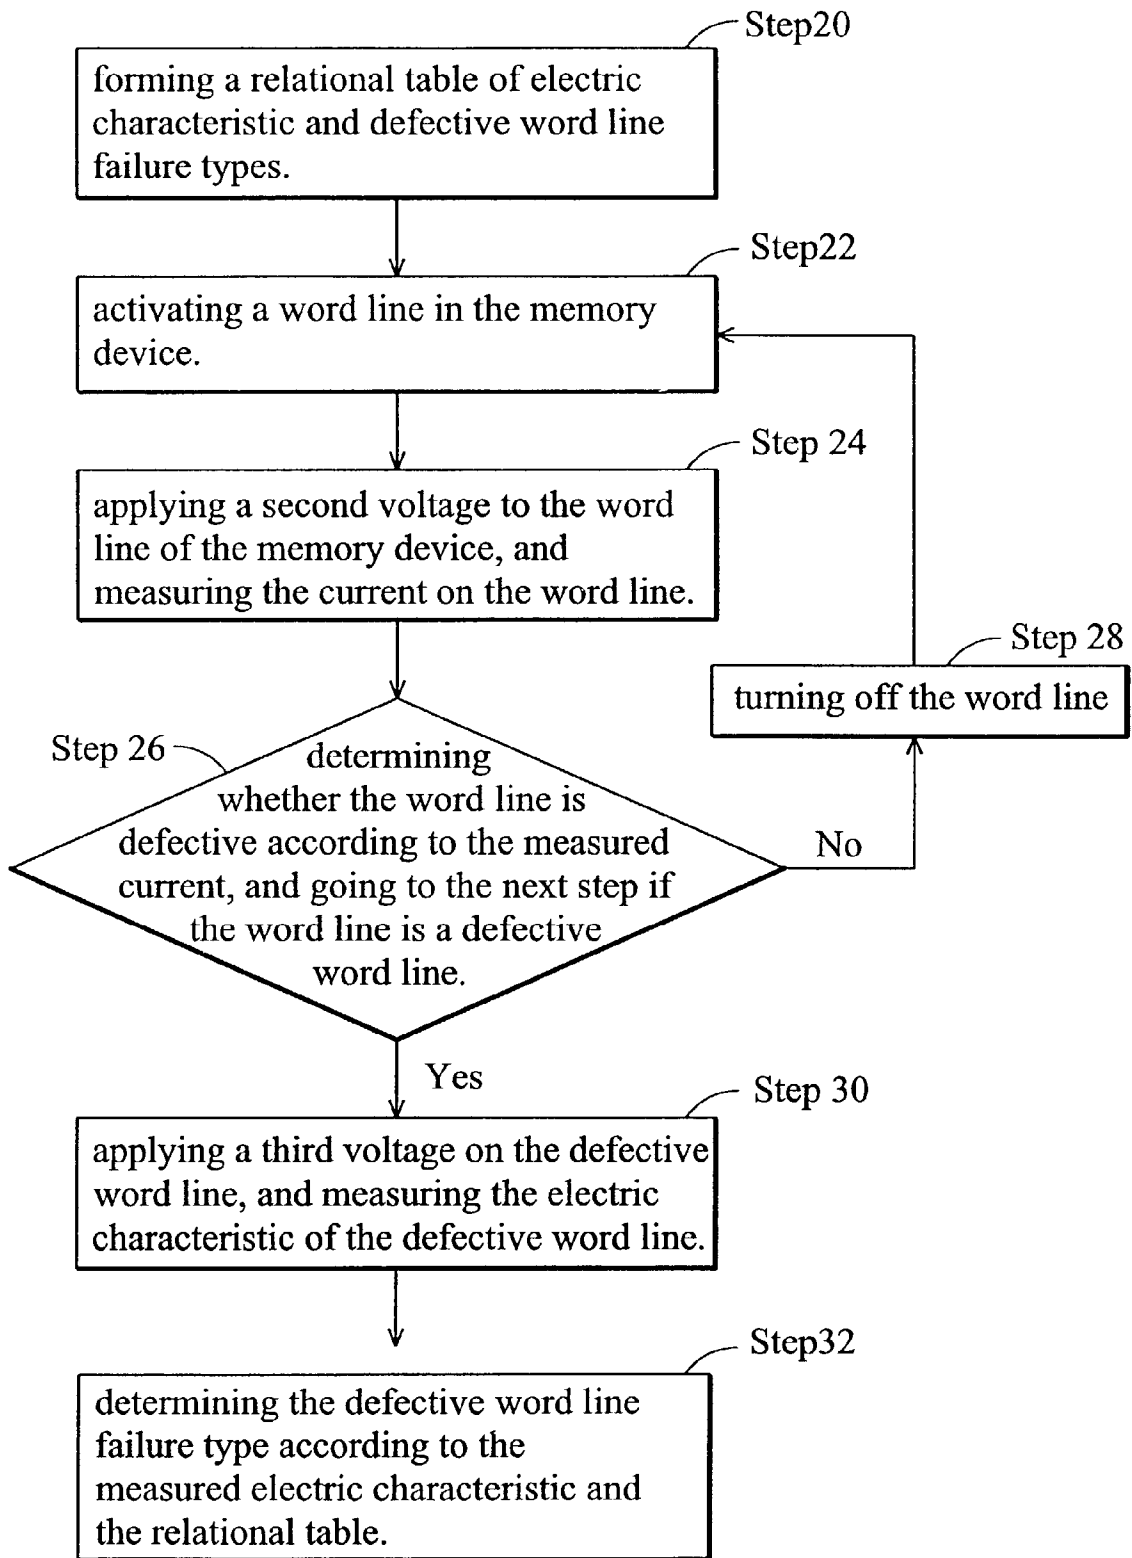 Step20
forming a relational table of electric
characteristic and defective word line
failure types.
Step22
activating a word line in the memory
device.
Step 24
applying a second voltage to the word
line of the memory device, and
measuring the current on the word line.
Step 28
turning off the word line
Step 26
determining
whether the word line is
defective according to the measured
current, and going to the next step if
the word line is a defective
word line.
No
Yes
Step 30
applying a third voltage on the defective
word line, and measuring the electric
characteristic of the defective word line.
Step32
determining the defective word line
failure type according to the
measured electric characteristic and
the relational table.